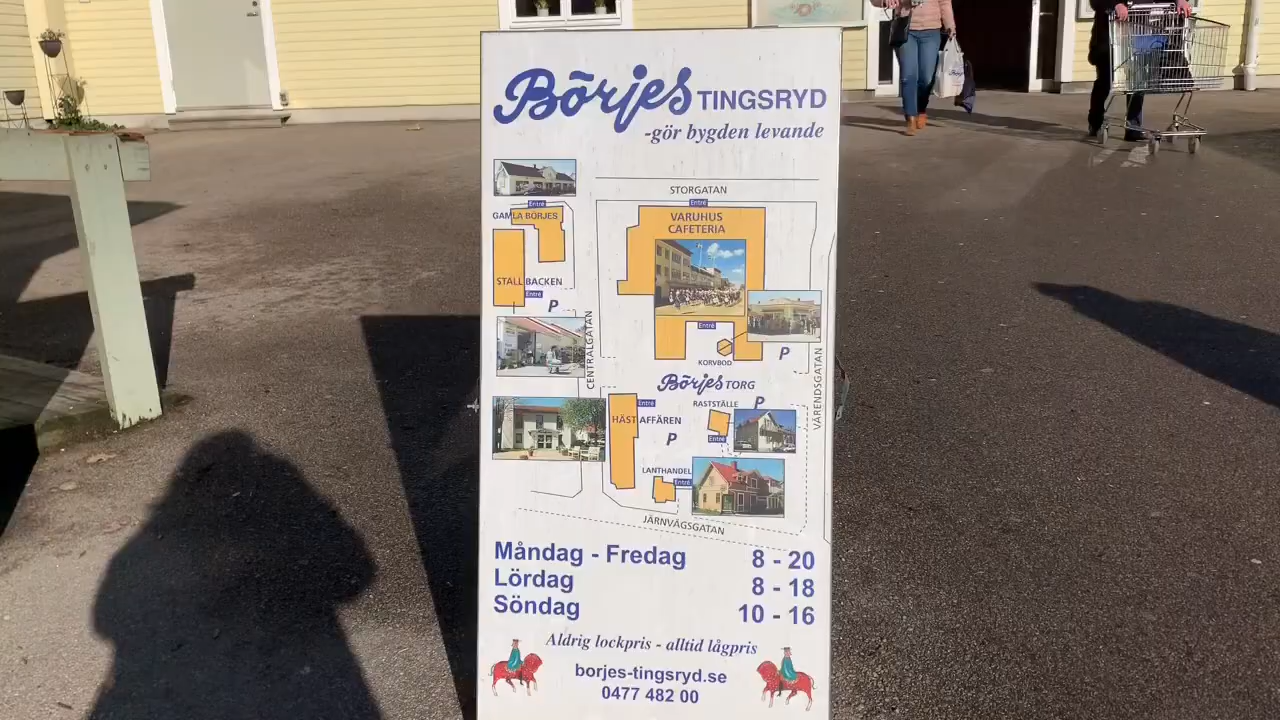 Börjes TINGSRYD
-gör bygden levande
STORGATAN
Entré
Entré
GAMLA BÖRJES
VARUHUS
CAFETERIA
STALLBACKEN
Entré
P
CENTRALGATAN
Entré
KORVBOD
P
VÄRENDSGATAN
Börjes TORG
Entré
HÄSTAFFÄREN
P
RASTSTÄLLE
P
Entré
LANTHANDEL
Entré
JÄRNVÄGSGATAN
Måndag - Fredag 8 - 20
Lördag 8 - 18
Söndag 10 - 16
Aldrig lockpris - alltid lågpris
borjes-tingsryd.se
0477 482 00